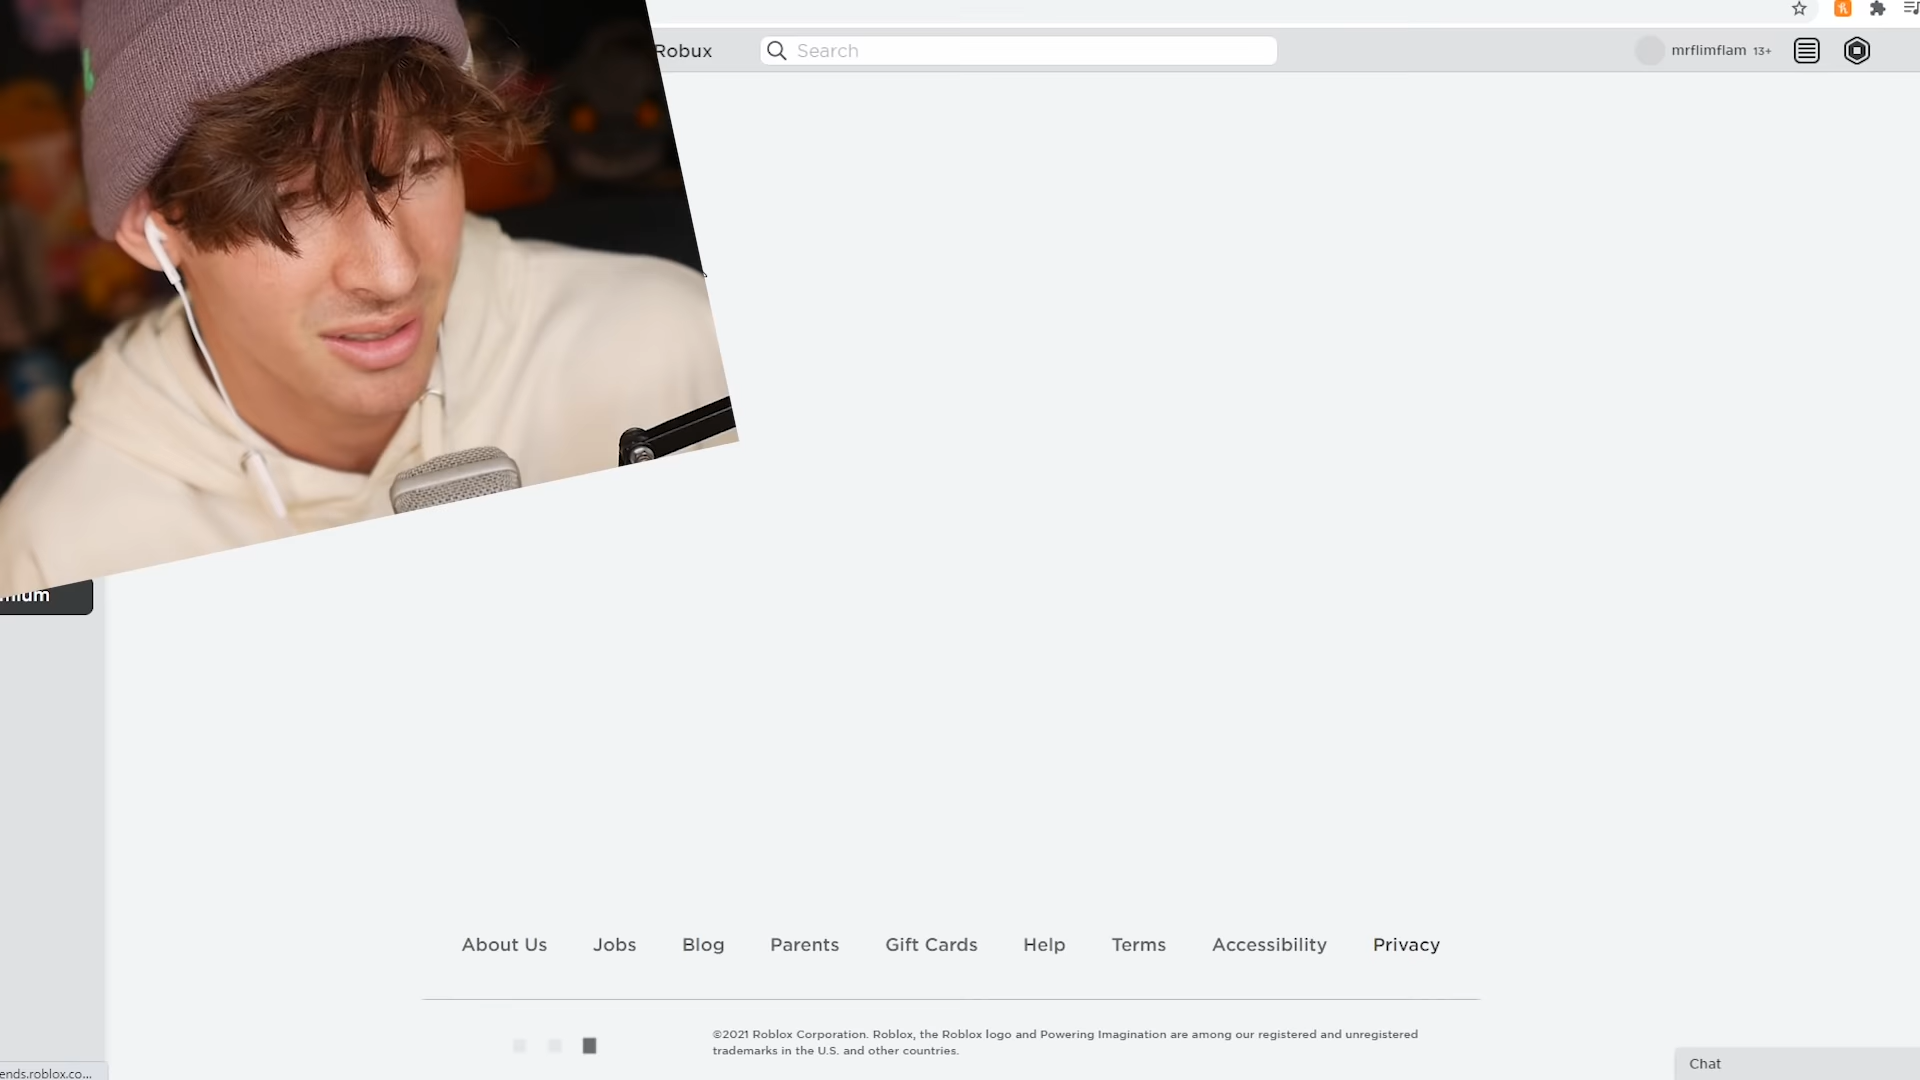 Robux
Search
mrflimflam 13+
About Us
Jobs
Blog
Parents
Gift Cards
Help
Terms
Accessibility
Privacy
©2021 Roblox Corporation. Roblox, the Roblox logo and Powering Imagination are among our registered and unregistered
trademarks in the U.S. and other countries.
ends.roblox.co...
Chat